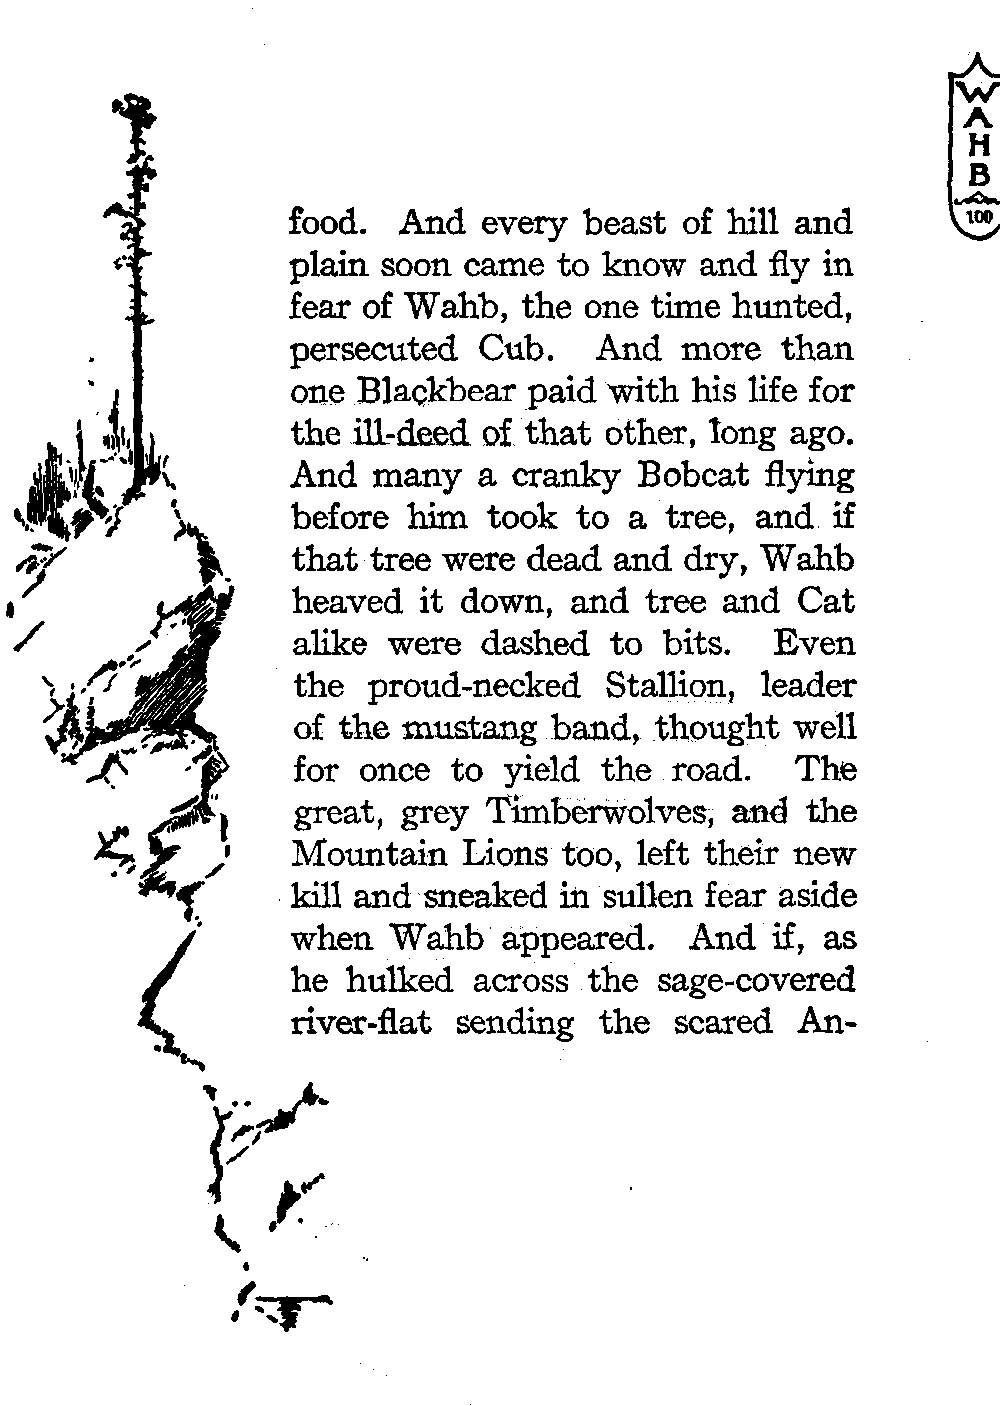 W
A
H
B
100
food. And every beast of hill and
plain soon came to know and fly in
fear of Wahb, the one time hunted,
persecuted Cub. And more than
one Blackbear paid with his life for
the ill-deed of that other, long ago.
And many a cranky Bobcat flying
before him took to a tree, and if
that tree were dead and dry, Wahb
heaved it down, and tree and Cat
alike were dashed to bits. Even
the proud-necked Stallion, leader
of the mustang band, thought well
for once to yield the road. The
great, grey Timberwolves, and the
Mountain Lions too, left their new
kill and sneaked in sullen fear aside
when Wahb appeared. And if, as
he hulked across the sage-covered
river-flat sending the scared An-